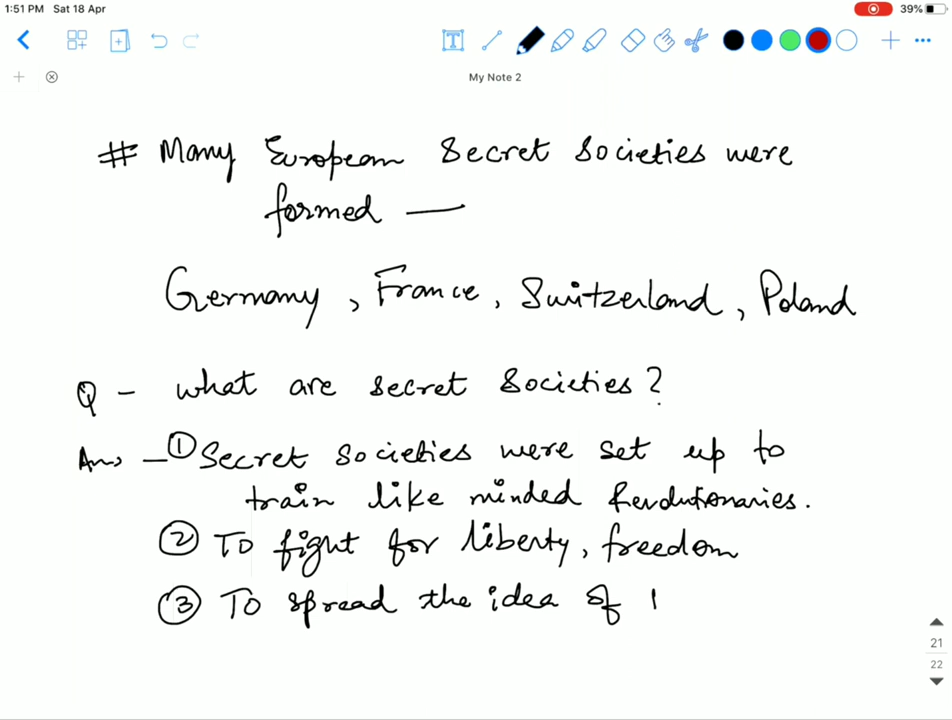 1:51 PM Sat 18 Apr
39%
My Note 2
# Many European Secret Societies were
formed —
Germany, France, Switzerland, Poland
Q - what are secret Societies?
Ans - ① Secret Societies were set up to
train like minded Revolutionaries.
② To fight for liberty, freedom
③ To spread the idea of
21
22